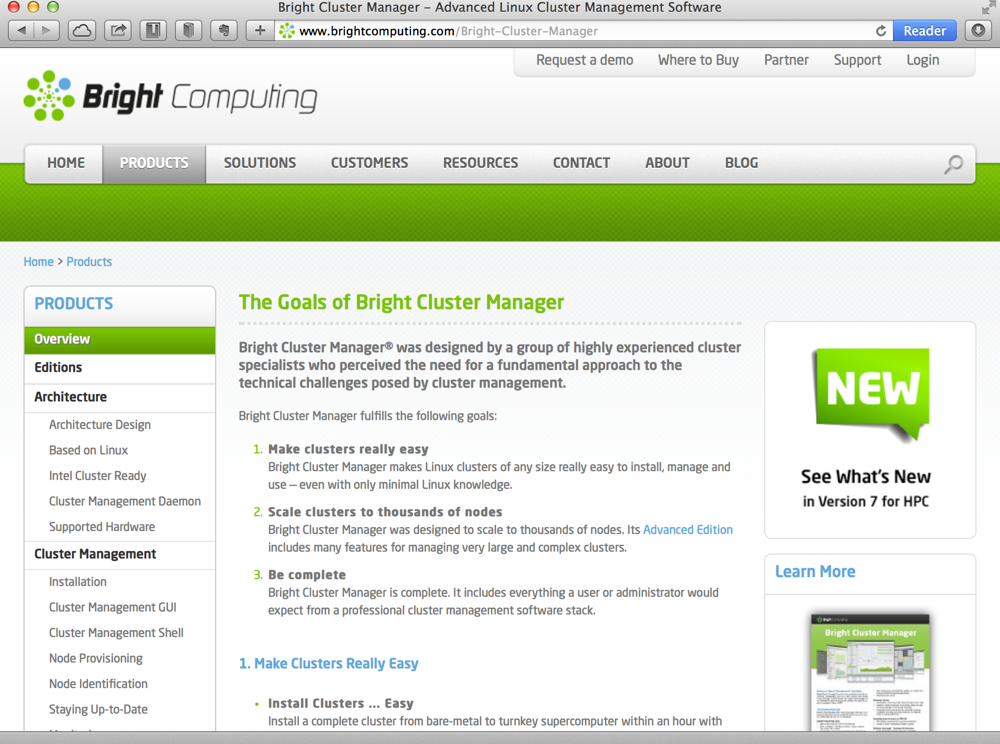 Bright Cluster Manager – Advanced Linux Cluster Management Software
www.brightcomputing.com/Bright-Cluster-Manager
Reader
Request a demo
Where to Buy
Partner
Support
Login
Bright Computing
HOME
PRODUCTS
SOLUTIONS
CUSTOMERS
RESOURCES
CONTACT
ABOUT
BLOG
Home > Products
PRODUCTS
Overview
Editions
Architecture
Architecture Design
Based on Linux
Intel Cluster Ready
Cluster Management Daemon
Supported Hardware
Cluster Management
Installation
Cluster Management GUI
Cluster Management Shell
Node Provisioning
Node Identification
Staying Up-to-Date
The Goals of Bright Cluster Manager
Bright Cluster Manager® was designed by a group of highly experienced cluster
specialists who perceived the need for a fundamental approach to the
technical challenges posed by cluster management.
Bright Cluster Manager fulfills the following goals:
1. Make clusters really easy
Bright Cluster Manager makes Linux clusters of any size really easy to install, manage and
use — even with only minimal Linux knowledge.
2. Scale clusters to thousands of nodes
Bright Cluster Manager was designed to scale to thousands of nodes. Its Advanced Edition
includes many features for managing very large and complex clusters.
3. Be complete
Bright Cluster Manager is complete. It includes everything a user or administrator would
expect from a professional cluster management software stack.
1. Make Clusters Really Easy
Install Clusters ... Easy
Install a complete cluster from bare-metal to turnkey supercomputer within an hour with
NEW
See What's New
in Version 7 for HPC
Learn More
Bright Cluster Manager